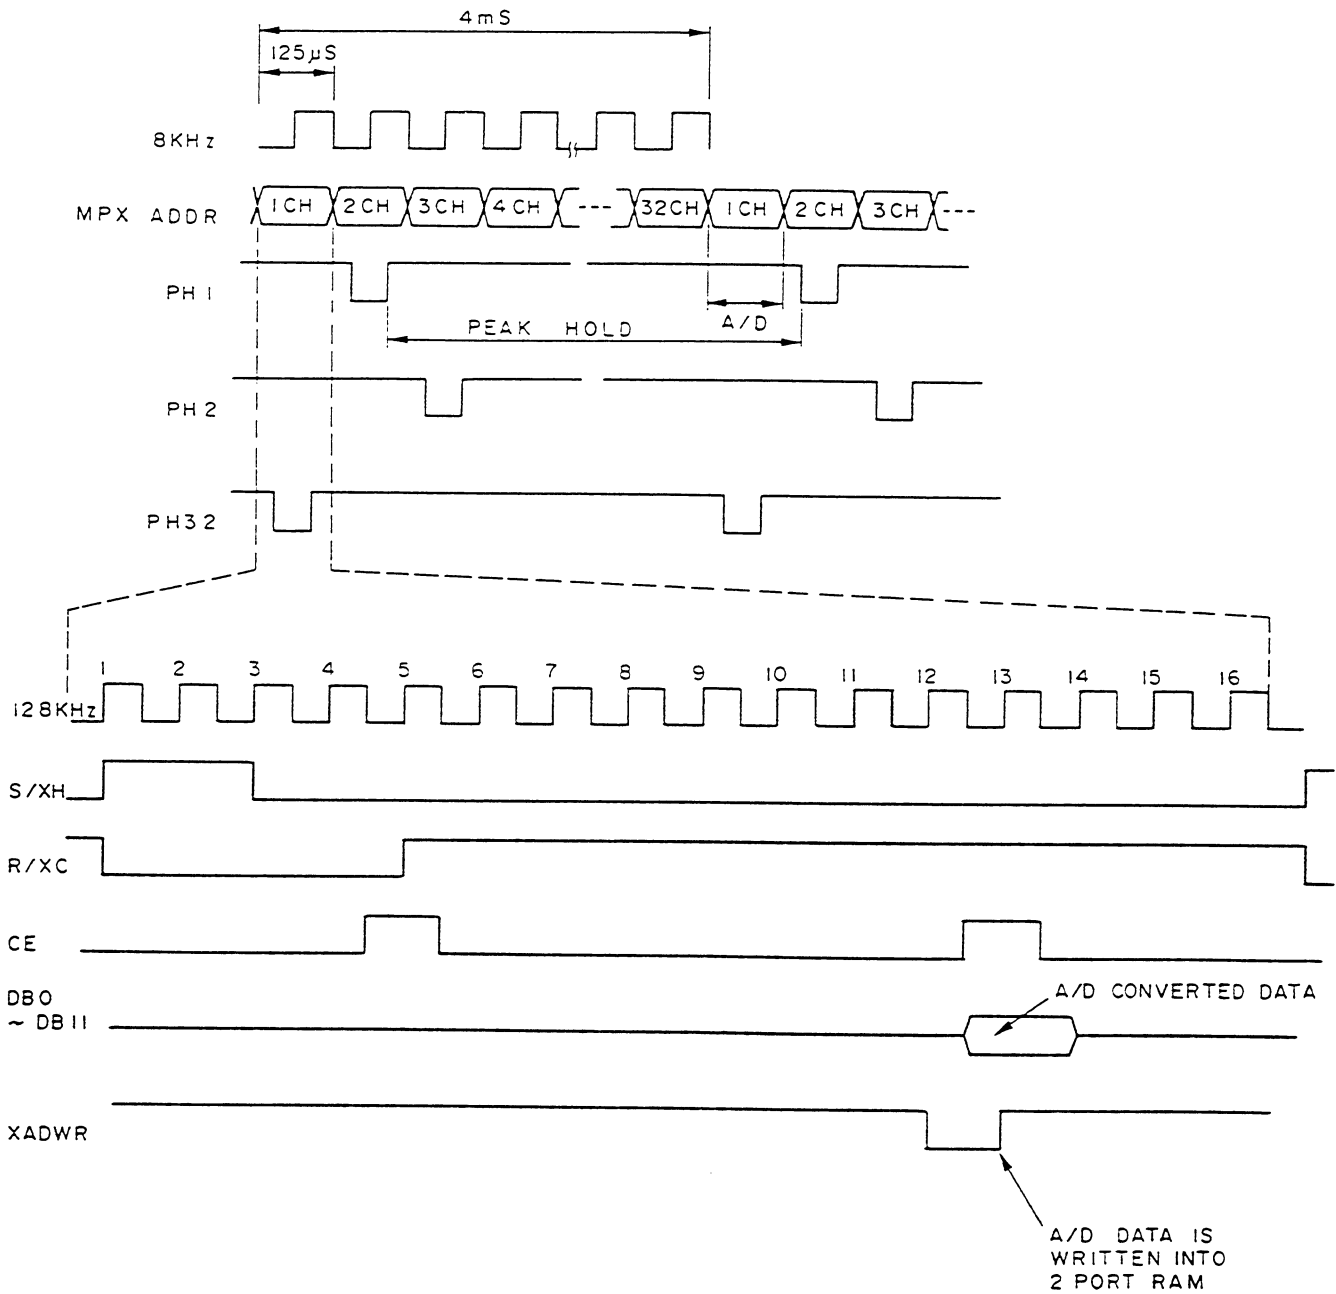 4mS
125µS
8KHz
MPX ADDR
1CH 2CH 3CH 4CH --- 32CH 1CH 2CH 3CH ---
PH1
A/D
PEAK HOLD
PH2
PH32
1 2 3 4 5 6 7 8 9 10 11 12 13 14 15 16
128KHz
S/XH
R/XC
CE
DB0
~ DB11
A/D CONVERTED DATA
XADWR
A/D DATA IS
WRITTEN INTO
2 PORT RAM